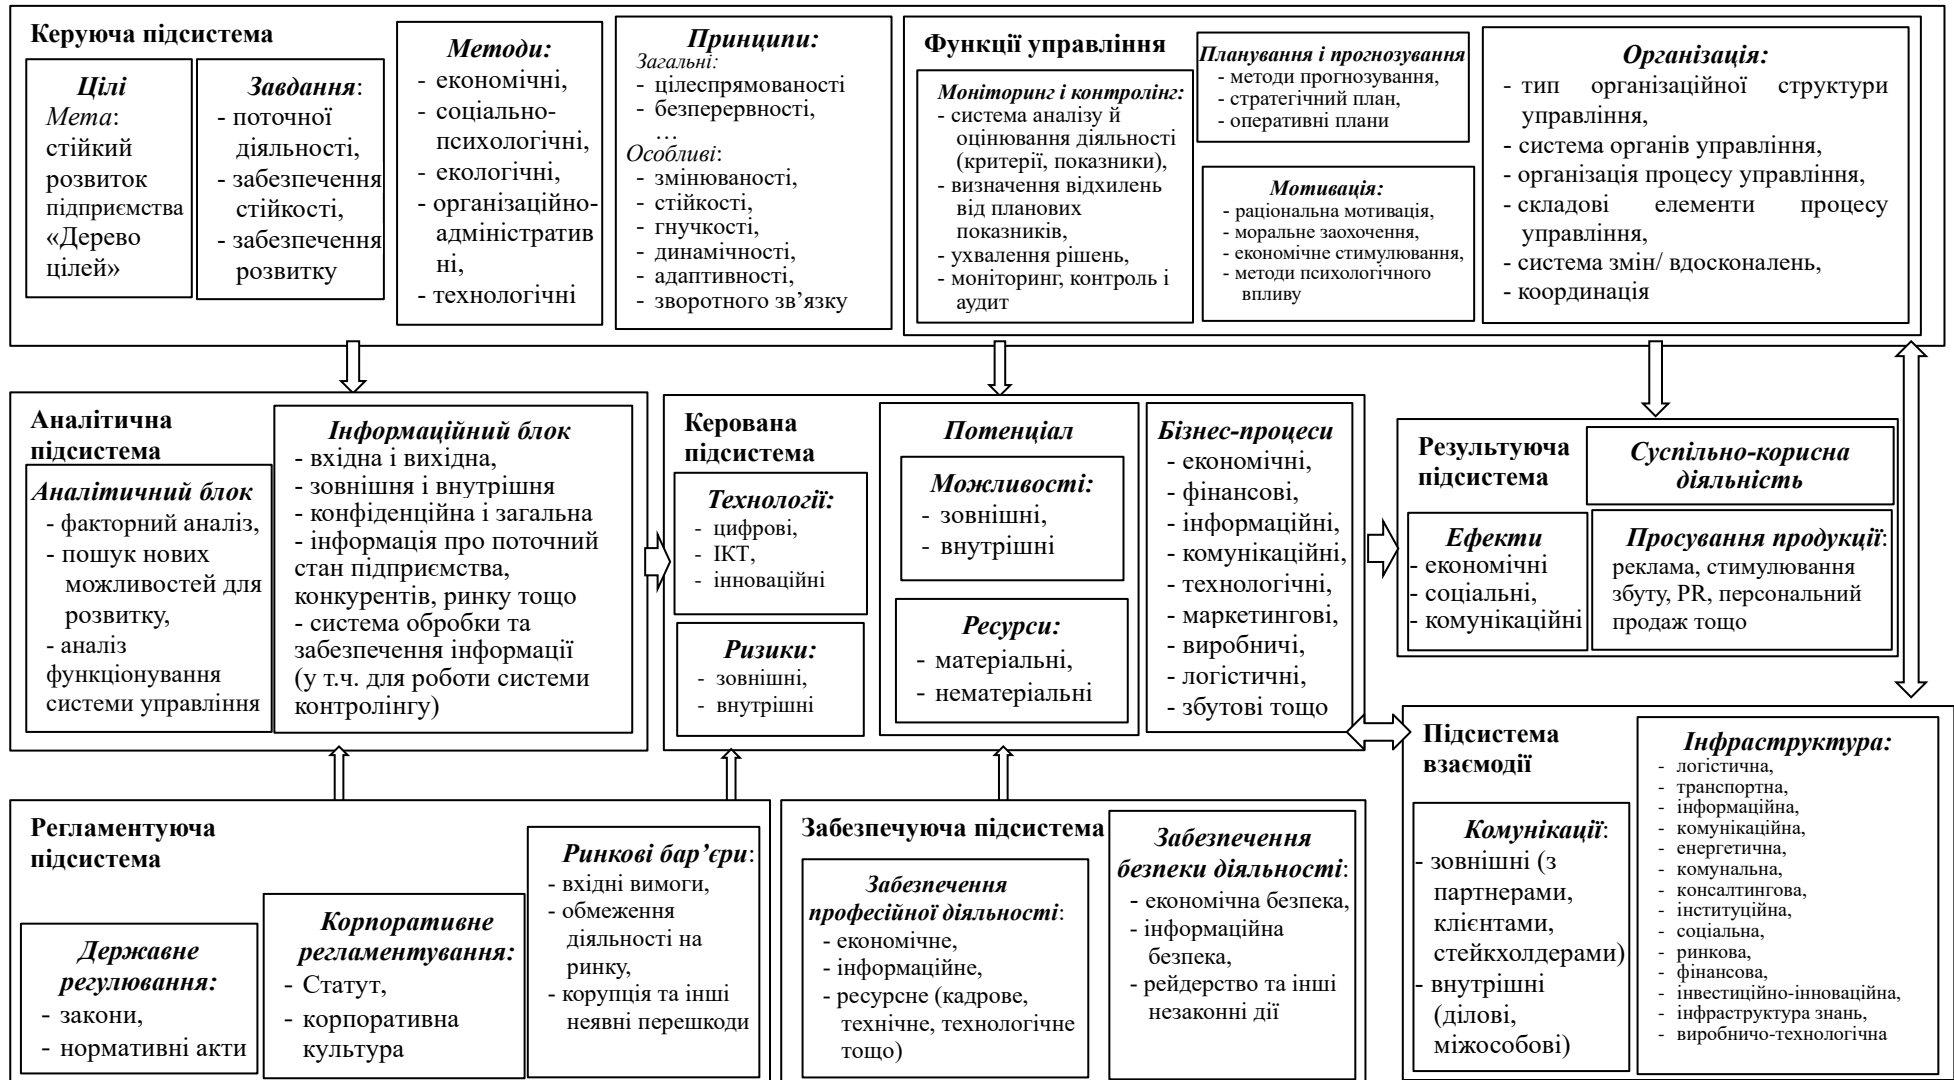 Керуюча підсистема
Цілі
Мета:
стійкий
розвиток
підприємства
«Дерево
цілей»
Завдання:
- поточної
діяльності,
- забезпечення
стійкості,
- забезпечення
розвитку
Методи:
- економічні,
- соціально-
психологічні,
- екологічні,
- організаційно-
адміністратив
ні,
- технологічні
Принципи:
Загальні:
- цілеспрямованості
- безперервності,
…
Особливі:
- змінюваності,
- стійкості,
- гнучкості,
- динамічності,
- адаптивності,
- зворотного зв’язку
Функції управління
Моніторинг і контролінг:
- система аналізу й
оцінювання діяльності
(критерії, показники),
- визначення відхилень
від планових
показників,
- ухвалення рішень,
- моніторинг, контроль і
аудит
Планування і прогнозування
- методи прогнозування,
- стратегічний план,
- оперативні плани
Мотивація:
- раціональна мотивація,
- моральне заохочення,
- економічне стимулювання,
- методи психологічного
впливу
Організація:
- тип організаційної структури
управління,
- система органів управління,
- організація процесу управління,
- складові елементи процесу
управління,
- система змін/ вдосконалень,
- координація
Аналітична
підсистема
Аналітичний блок
- факторний аналіз,
- пошук нових
можливостей для
розвитку,
- аналіз
функціонування
системи управління
Інформаційний блок
- вхідна і вихідна,
- зовнішня і внутрішня
- конфіденційна і загальна
- інформація про поточний
стан підприємства,
конкурентів, ринку тощо
- система обробки та
забезпечення інформації
(у т.ч. для роботи системи
контролінгу)
Керована
підсистема
Технології:
- цифрові,
- ІКТ,
- інноваційні
Ризики:
- зовнішні,
- внутрішні
Потенціал
Можливості:
- зовнішні,
- внутрішні
Ресурси:
- матеріальні,
- нематеріальні
Бізнес-процеси
- економічні,
- фінансові,
- інформаційні,
- комунікаційні,
- технологічні,
- маркетингові,
- виробничі,
- логістичні,
- збутові тощо
Результуюча
підсистема
Суспільно-корисна
діяльність
Ефекти
- економічні
- соціальні,
- комунікаційні
Просування продукції:
реклама, стимулювання
збуту, PR, персональний
продаж тощо
Регламентуюча
підсистема
Державне
регулювання:
- закони,
- нормативні акти
Корпоративне
регламентування:
- Статут,
- корпоративна
культура
Ринкові бар’єри:
- вхідні вимоги,
- обмеження
діяльності на
ринку,
- корупція та інші
неявні перешкоди
Забезпечуюча підсистема
Забезпечення
професійної діяльності:
- економічне,
- інформаційне,
- ресурсне (кадрове,
технічне, технологічне
тощо)
Забезпечення
безпеки діяльності:
- економічна безпека,
- інформаційна
безпека,
- рейдерство та інші
незаконні дії
Підсистема
взаємодії
Комунікації:
- зовнішні (з
партнерами,
клієнтами,
стейкхолдерами)
- внутрішні
(ділові,
міжособові)
Інфраструктура:
- логістична,
- транспортна,
- інформаційна,
- комунікаційна,
- енергетична,
- комунальна,
- консалтингова,
- інституційна,
- соціальна,
- ринкова,
- фінансова,
- інвестиційно-інноваційна,
- інфраструктура знань,
- виробничо-технологічна